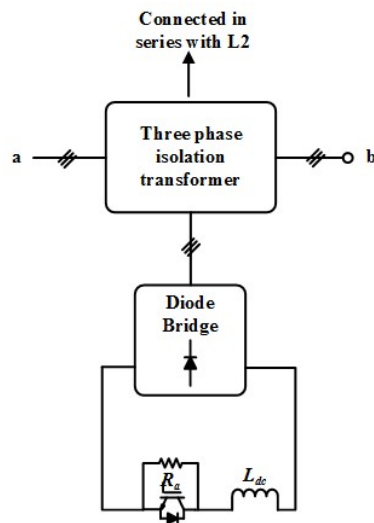 Connected in
series with L2
Three phase
isolation
transformer
a
b
Diode
Bridge
Ra
Ldc